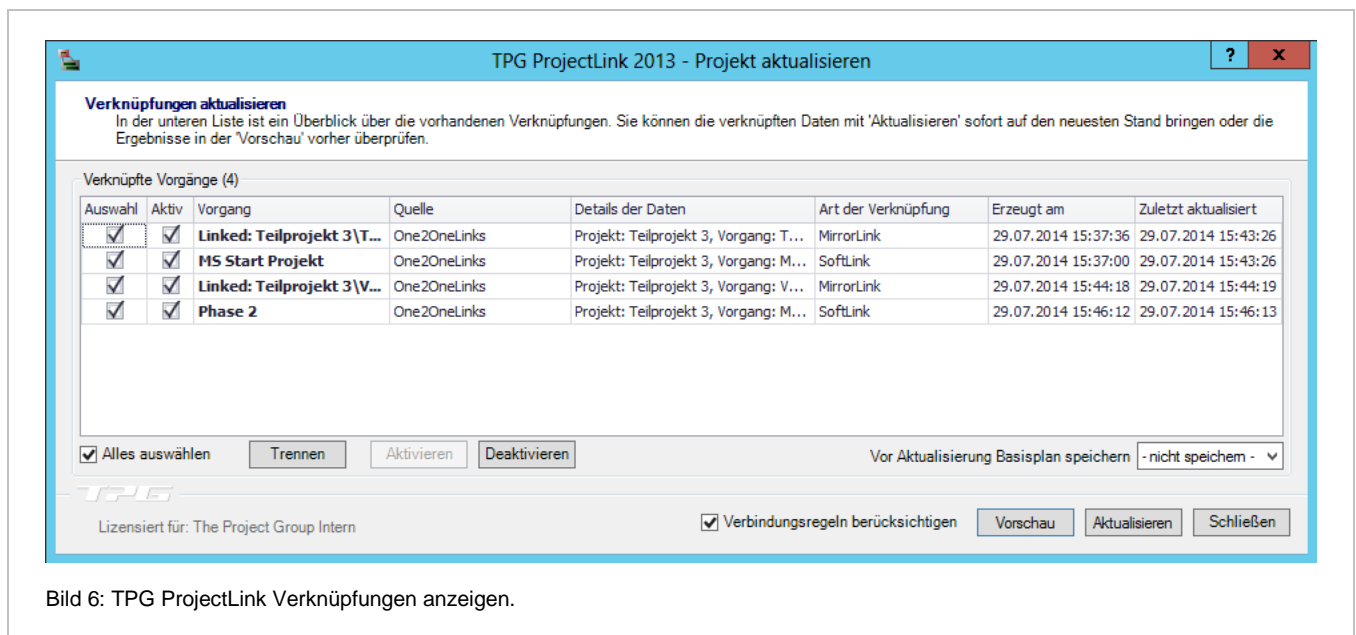 TPG ProjectLink 2013 - Projekt aktualisieren
? x
Verknüpfungen aktualisieren
In der unteren Liste ist ein Überblick über die vorhandenen Verknüpfungen. Sie können die verknüpften Daten mit 'Aktualisieren' sofort auf den neuesten Stand bringen oder die
Ergebnisse in der 'Vorschau' vorher überprüfen.
Verknüpfte Vorgänge (4)
Auswahl Aktiv Vorgang Quelle Details der Daten Art der Verknüpfung Erzeugt am Zuletzt aktualisiert
Linked: Teilprojekt 3\T... One2OneLinks Projekt: Teilprojekt 3, Vorgang: T... MirrorLink 29.07.2014 15:37:36 29.07.2014 15:43:26
MS Start Projekt One2OneLinks Projekt: Teilprojekt 3, Vorgang: M... SoftLink 29.07.2014 15:37:00 29.07.2014 15:43:26
Linked: Teilprojekt 3\V... One2OneLinks Projekt: Teilprojekt 3, Vorgang: V... MirrorLink 29.07.2014 15:44:18 29.07.2014 15:44:19
Phase 2 One2OneLinks Projekt: Teilprojekt 3, Vorgang: M... SoftLink 29.07.2014 15:46:12 29.07.2014 15:46:13
Alles auswählen Trennen Aktivieren Deaktivieren Vor Aktualisierung Basisplan speichern - nicht speichern -
TPG
Lizensiert für: The Project Group Intern Verbindungsregeln berücksichtigen Vorschau Aktualisieren Schließen
Bild 6: TPG ProjectLink Verknüpfungen anzeigen.